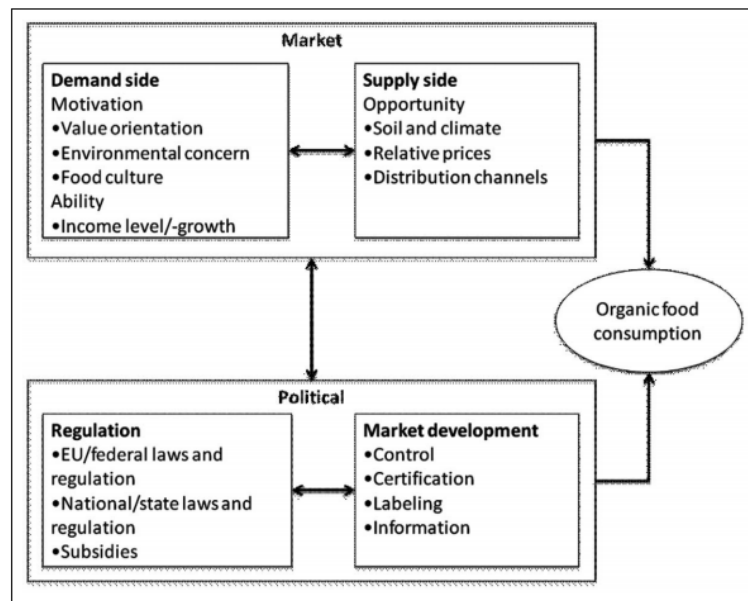 Market
Demand side
Motivation
•Value orientation
•Environmental concern
•Food culture
Ability
•Income level/-growth
Supply side
Opportunity
•Soil and climate
•Relative prices
•Distribution channels
Organic food
consumption
Political
Regulation
•EU/federal laws and
regulation
•National/state laws and
regulation
•Subsidies
Market development
•Control
•Certification
•Labeling
•Information